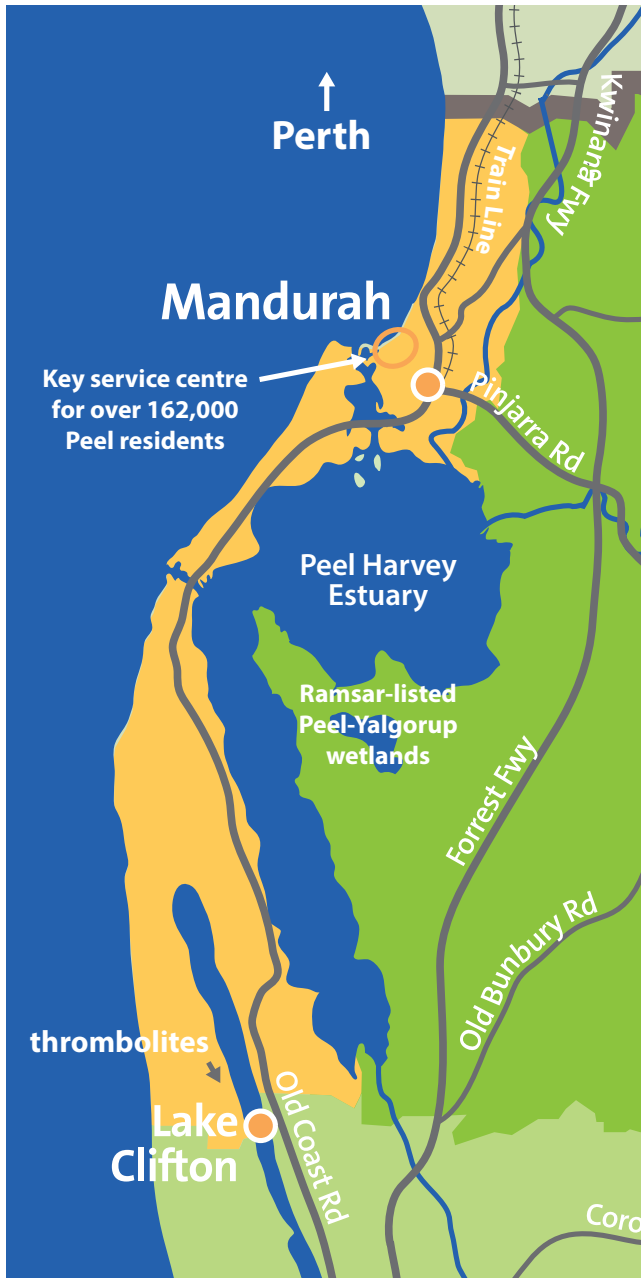 Perth
Kwinana Fwy
Train Line
Mandurah
Key service centre
for over 162,000
Peel residents
Pinjarra Rd
Peel Harvey
Estuary
Ramsar-listed
Peel-Yalgorup
wetlands
Forrest Fwy
Old Bunbury Rd
thrombolites
Lake
Clifton
Old Coast Rd
Coro